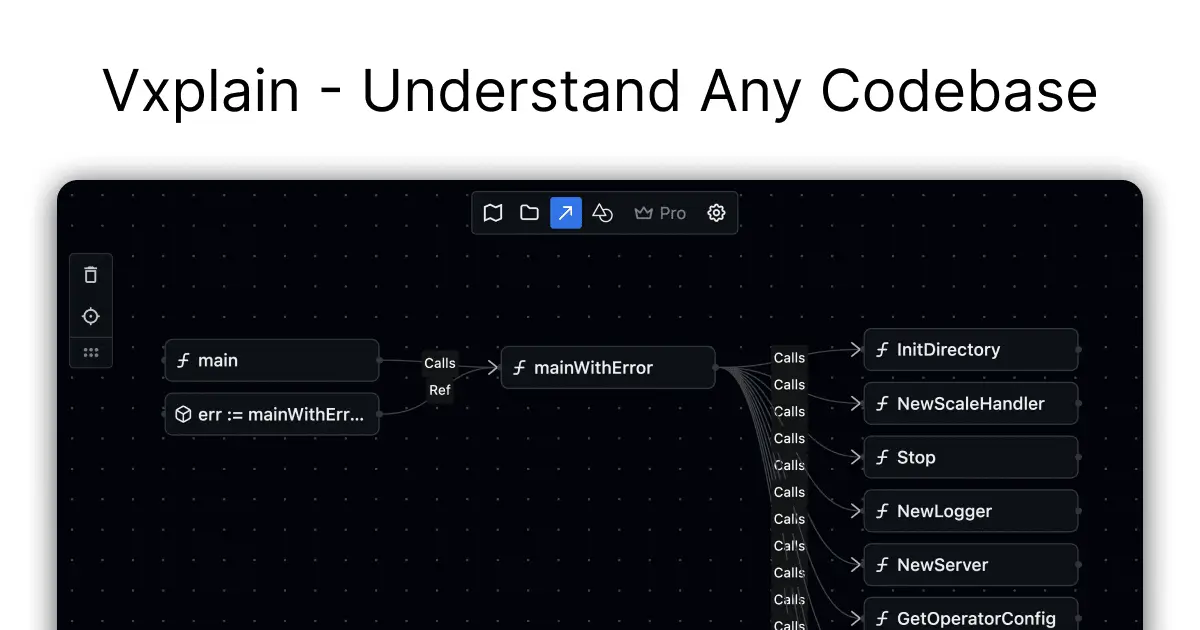 Vxplain - Understand Any Codebase
Pro
main
err := mainWithErr...
Calls
Ref
mainWithError
Calls
Calls
Calls
Calls
Calls
Calls
Calls
Calls
Calls
Calls
Calls
InitDirectory
NewScaleHandler
Stop
NewLogger
NewServer
GetOperatorConfig